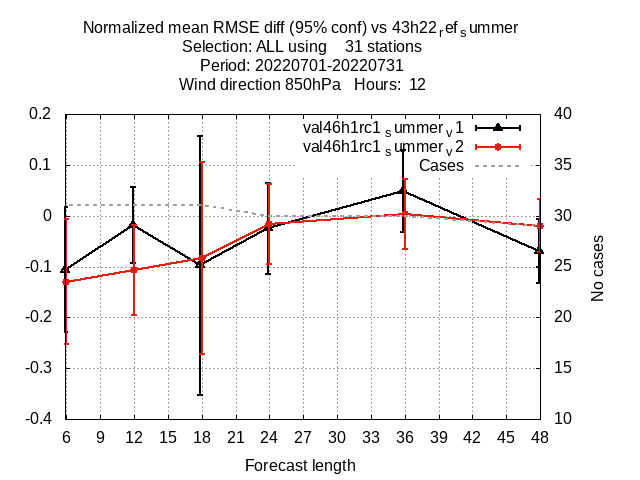 Normalized mean RMSE diff (95% conf) vs 43h22refsummer
Selection: ALL using 31 stations
Period: 20220701-20220731
Wind direction 850hPa Hours: 12
val46h1rc1summerv1
val46h1rc1summerv2
Cases
0.2
0.1
0
-0.1
-0.2
-0.3
-0.4
40
35
30
25
20
15
10
No cases
6 9 12 15 18 21 24 27 30 33 36 39 42 45 48
Forecast length